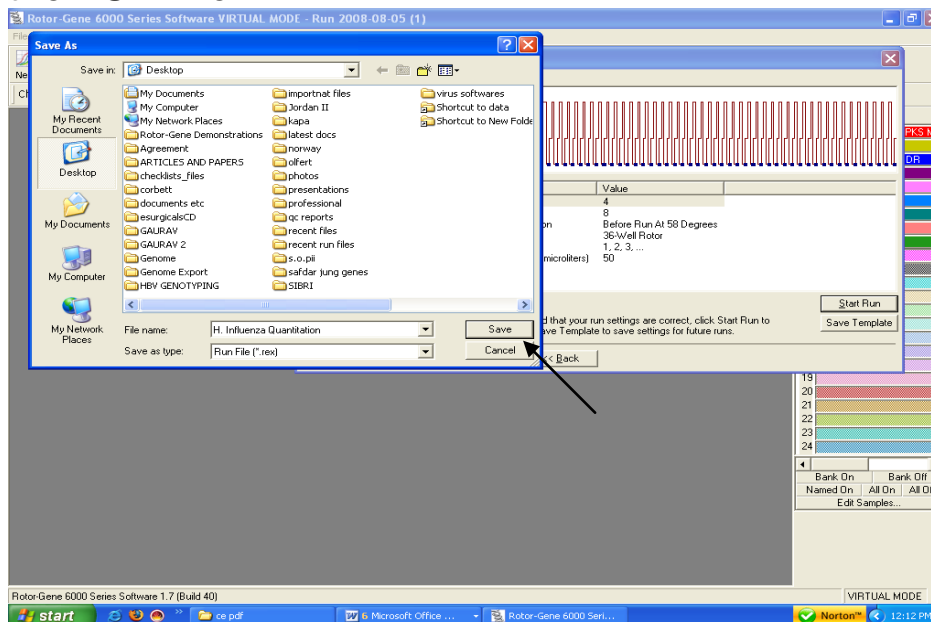 Rotor-Gene 6000 Series Software VIRTUAL MODE - Run 2008-08-05 (1)
File
Save As
Save in:
Desktop
My Recent Documents
Desktop
My Documents
My Computer
My Network Places
My Documents
My Computer
My Network Places
Rotor-Gene Demonstrations
Agreement
ARTICLES AND PAPERS
checklists_files
corbett
documents etc
esurgicalsCD
GAURAV
GAURAV 2
Genome
Genome Export
HBV GENOTYPING
importnat files
Jordan II
kapa
latest docs
norway
olfert
photos
presentations
professional
qc reports
recent files
recent run files
s.o.pii
safdar jung genes
SIBRI
virus softwares
Shortcut to data
Shortcut to New Folde
File name:
H. Influenza Quantitation
Save
Save as type:
Run File (*.rex)
Cancel
Value
4
8
on Before Run At 58 Degrees
36-Well Rotor
1, 2, 3, ...
microliters) 50
d that your run settings are correct, click Start Run to
ave Template to save settings for future runs.
Start Run
Save Template
<< Back
DR
19
20
21
22
23
24
Bank On Bank Off
Named On All On All O
Edit Samples...
Rotor-Gene 6000 Series Software 1.7 (Build 40)
VIRTUAL MODE
start
ce pdf
6 Microsoft Office ...
Rotor-Gene 6000 Seri...
Norton™
12:12 PM